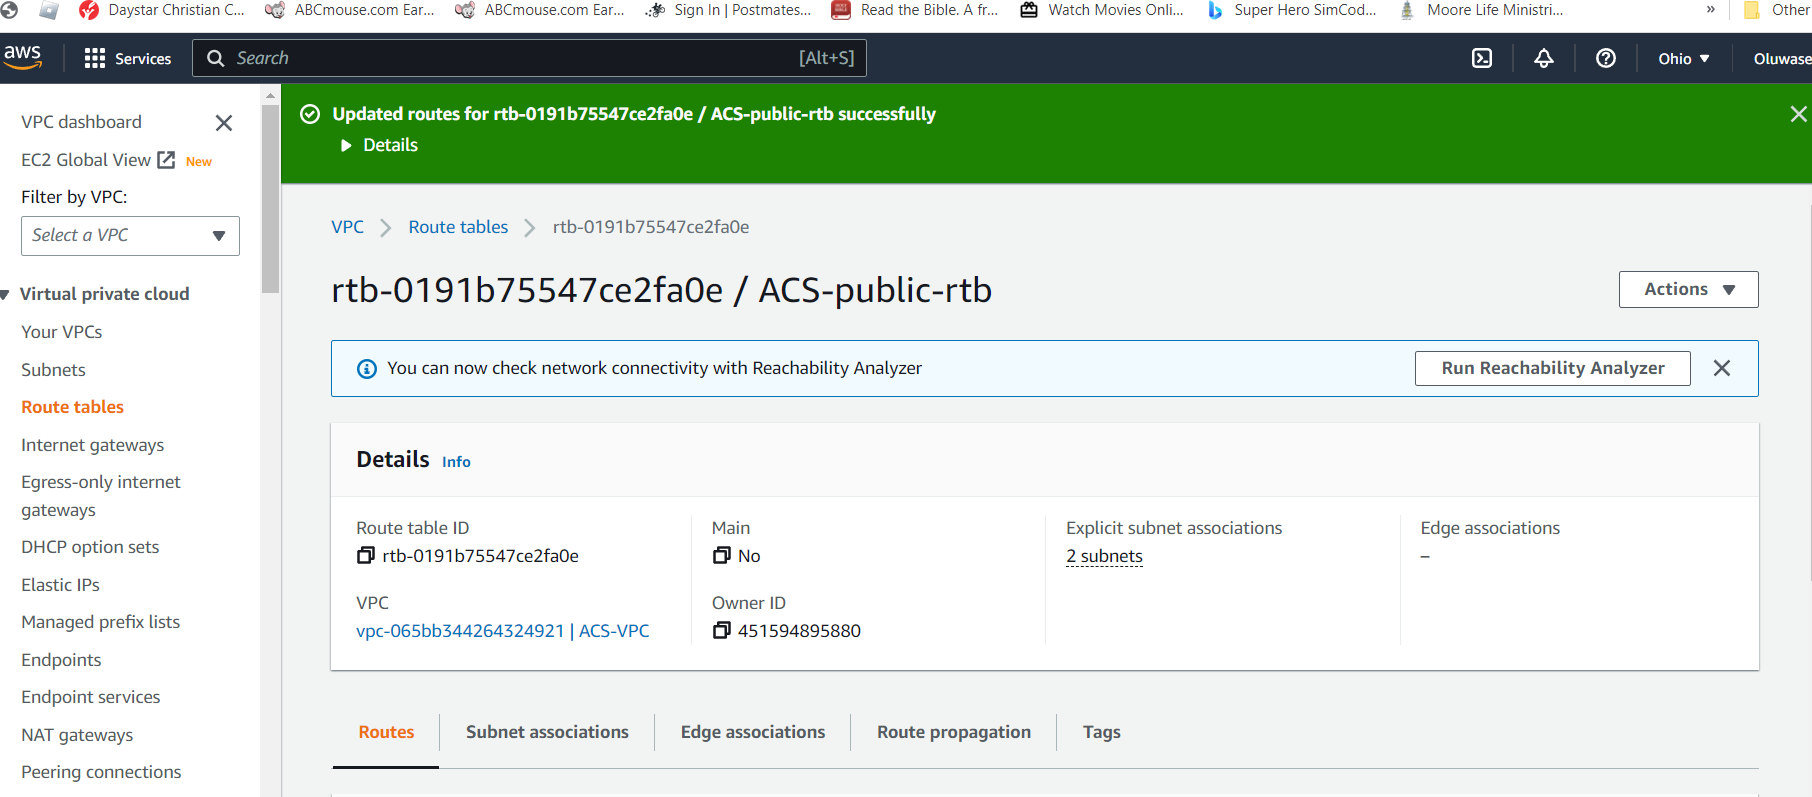 Daystar Christian C...
ABCmouse.com Ear...
ABCmouse.com Ear...
Sign In | Postmates...
Read the Bible. A fr...
Watch Movies Onli...
Super Hero SimCod...
Moore Life Ministri...
»
Other
aws
Services
Search
[Alt+S]
Ohio
Oluwase
VPC dashboard
EC2 Global View New
Filter by VPC:
Select a VPC
Virtual private cloud
Your VPCs
Subnets
Route tables
Internet gateways
Egress-only internet
gateways
DHCP option sets
Elastic IPs
Managed prefix lists
Endpoints
Endpoint services
NAT gateways
Peering connections
Updated routes for rtb-0191b75547ce2fa0e / ACS-public-rtb successfully
Details
VPC
Route tables
rtb-0191b75547ce2fa0e
rtb-0191b75547ce2fa0e / ACS-public-rtb
Actions
You can now check network connectivity with Reachability Analyzer
Run Reachability Analyzer
Details Info
Route table ID
rtb-0191b75547ce2fa0e
Main
No
Explicit subnet associations
2 subnets
Edge associations
–
VPC
vpc-065bb344264324921 | ACS-VPC
Owner ID
451594895880
Routes
Subnet associations
Edge associations
Route propagation
Tags